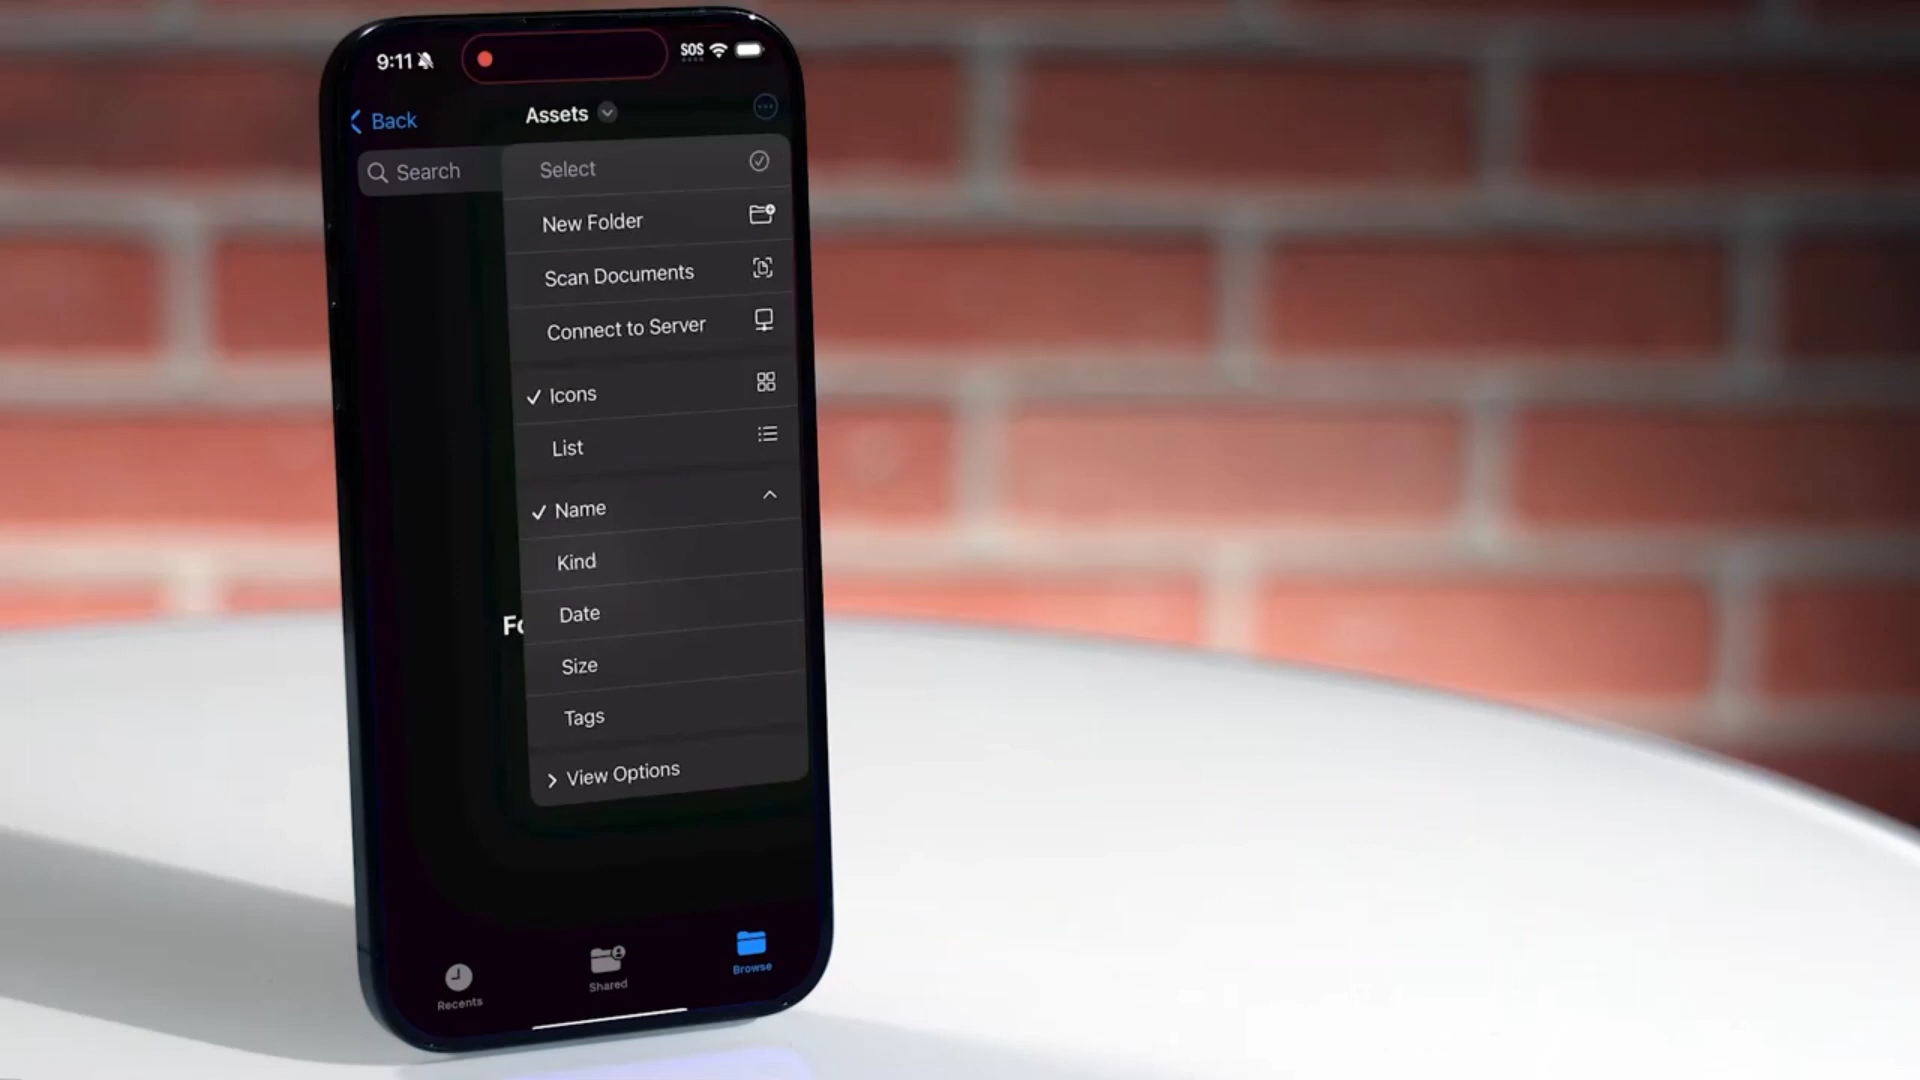 9:11
SOS
Back
Assets
Search
Select
New Folder
Scan Documents
Connect to Server
Icons
List
Name
Kind
Date
Fo
Size
Tags
View Options
Recents
Shared
Browse